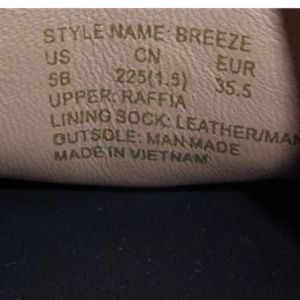 STYLE NAME: BREEZE
US CN EUR
5B 225(1.5) 35.5
UPPER: RAFFIA
LINING SOCK: LEATHER/MAN
OUTSOLE: MAN MADE
MADE IN VIETNAM